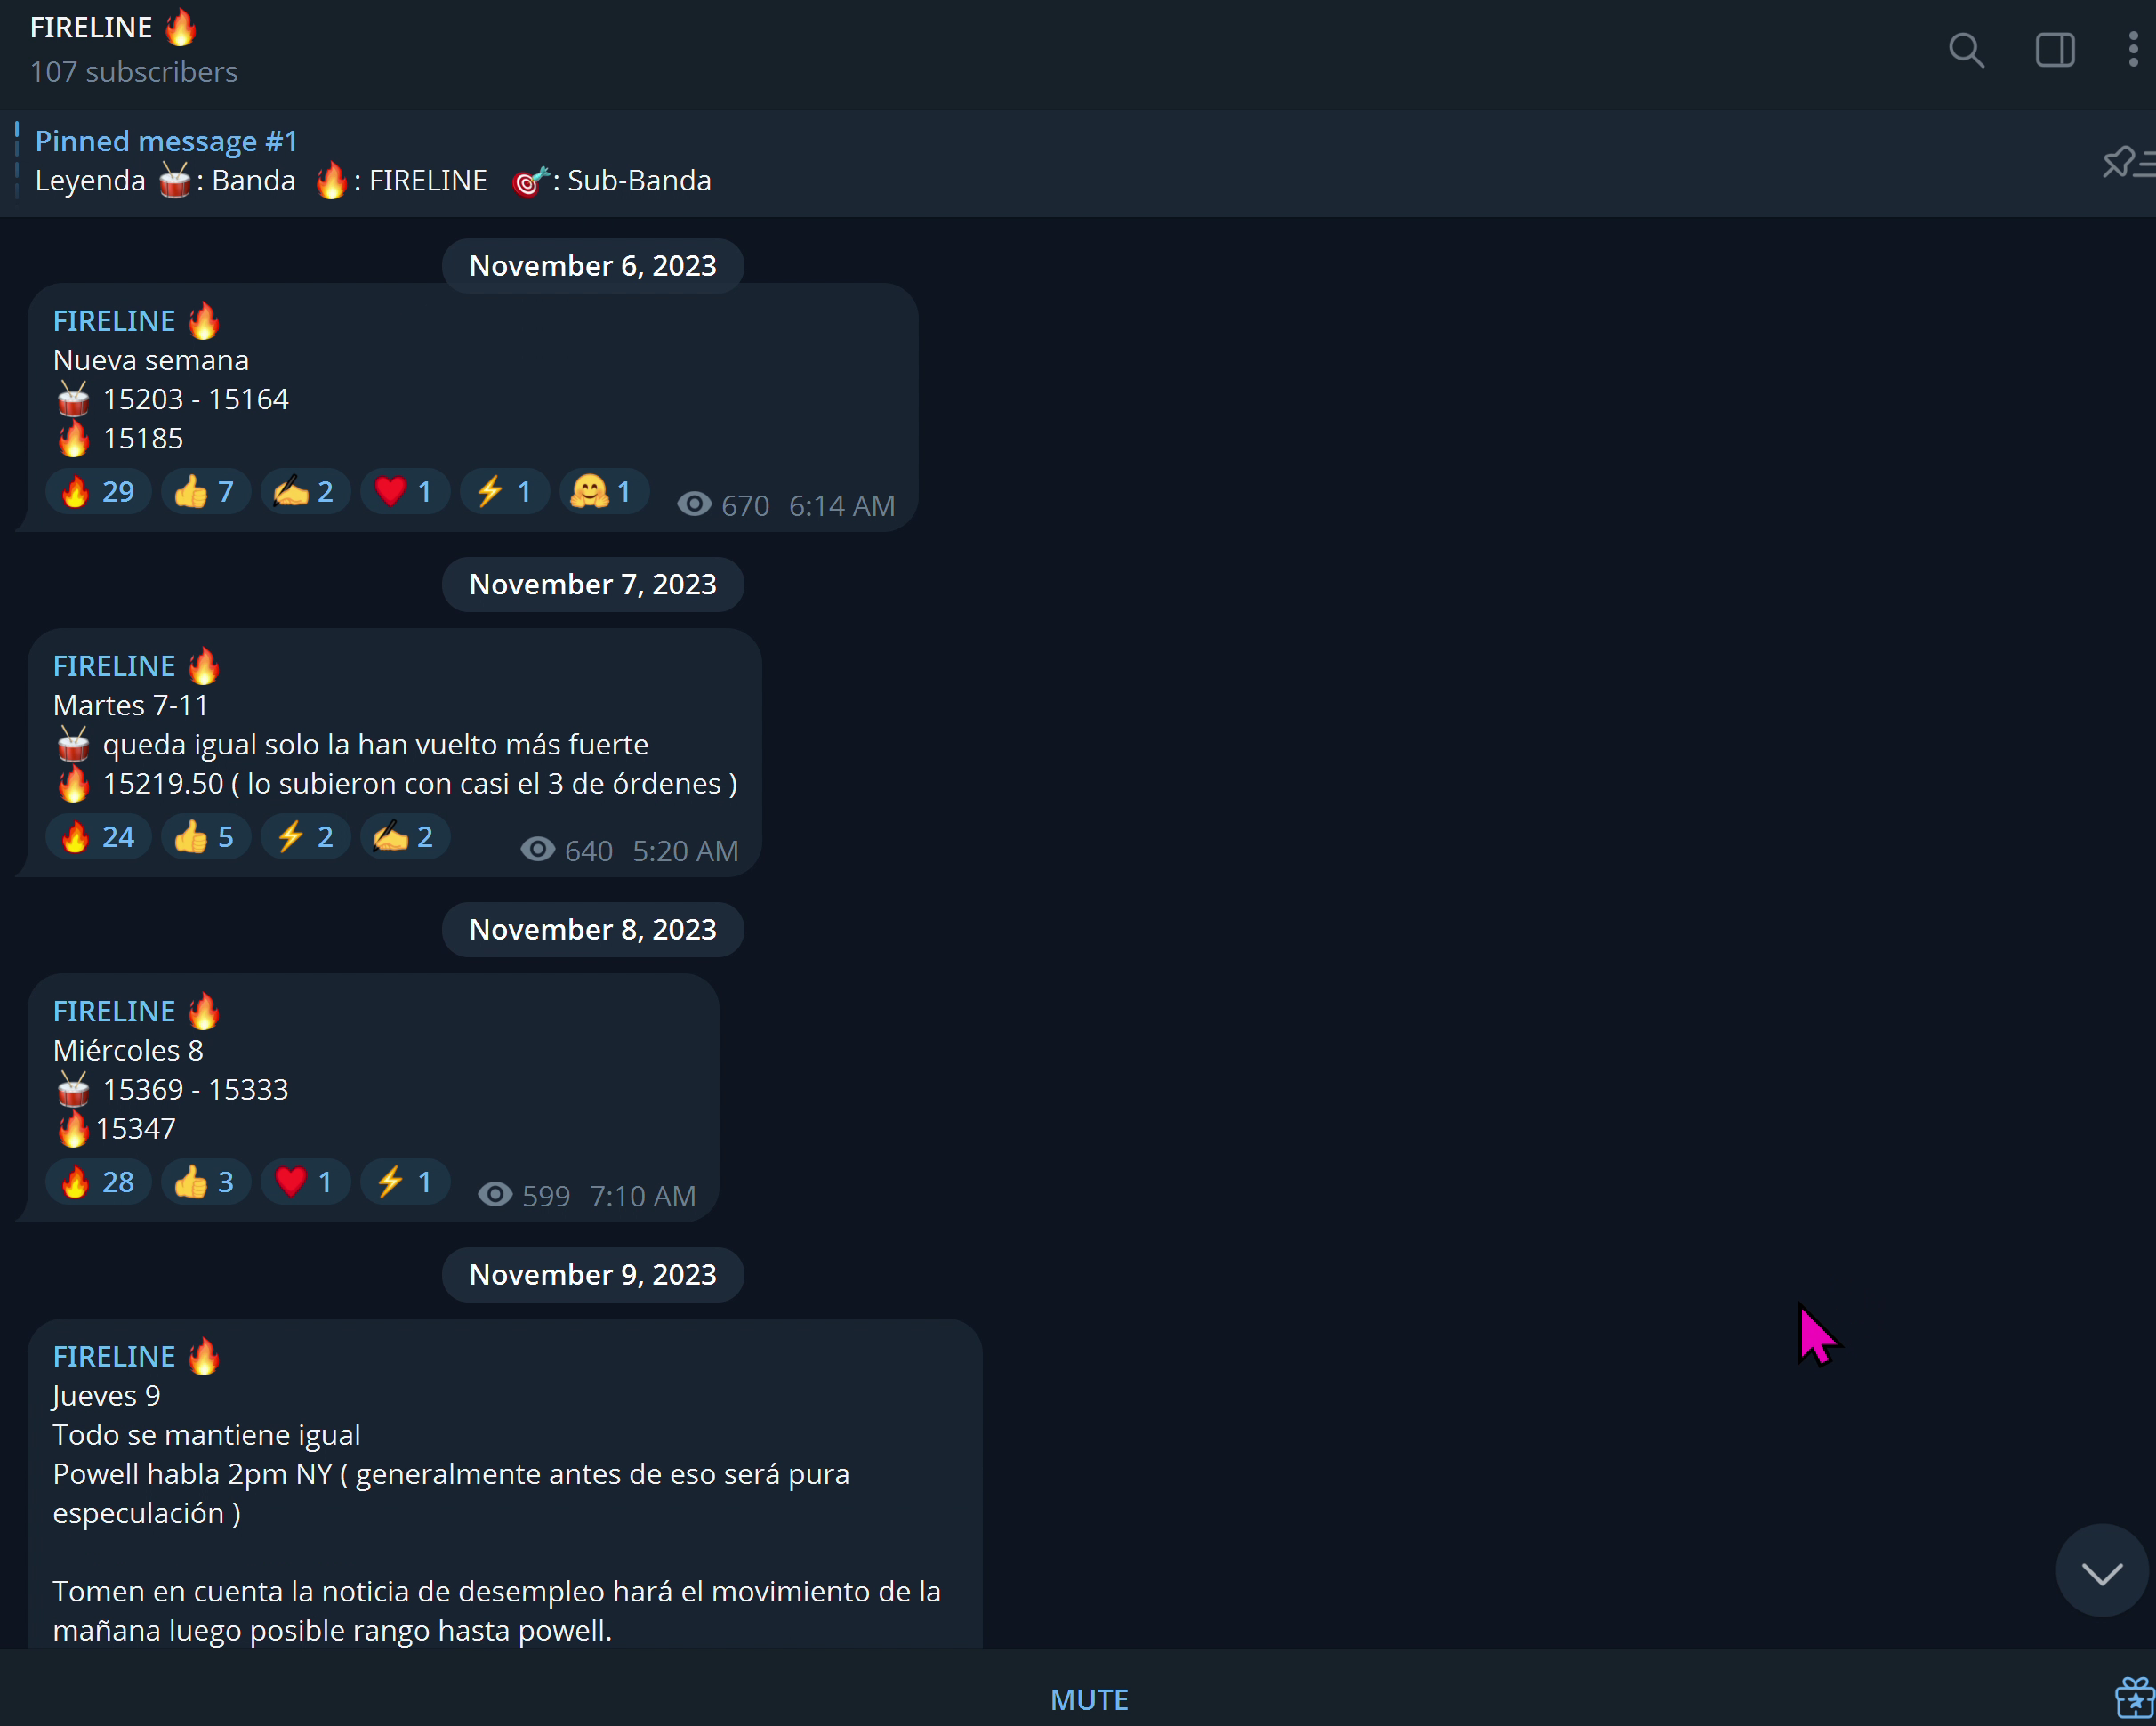 FIRELINE 🔥
107 subscribers
Pinned message #1
Leyenda 🥁: Banda 🔥: FIRELINE 🎯: Sub-Banda
November 6, 2023
FIRELINE 🔥
Nueva semana
🥁 15203 - 15164
🔥 15185
🔥 29 👍 7 ✍ 2 ❤ 1 ⚡ 1 🤗 1 670 6:14 AM
November 7, 2023
FIRELINE 🔥
Martes 7-11
🥁 queda igual solo la han vuelto más fuerte
🔥 15219.50 ( lo subieron con casi el 3 de órdenes )
🔥 24 👍 5 ⚡ 2 ✍ 2 640 5:20 AM
November 8, 2023
FIRELINE 🔥
Miércoles 8
🥁 15369 - 15333
🔥15347
🔥 28 👍 3 ❤ 1 ⚡ 1 599 7:10 AM
November 9, 2023
FIRELINE 🔥
Jueves 9
Todo se mantiene igual
Powell habla 2pm NY ( generalmente antes de eso será pura
especulación )
Tomen en cuenta la noticia de desempleo hará el movimiento de la
mañana luego posible rango hasta powell.
MUTE